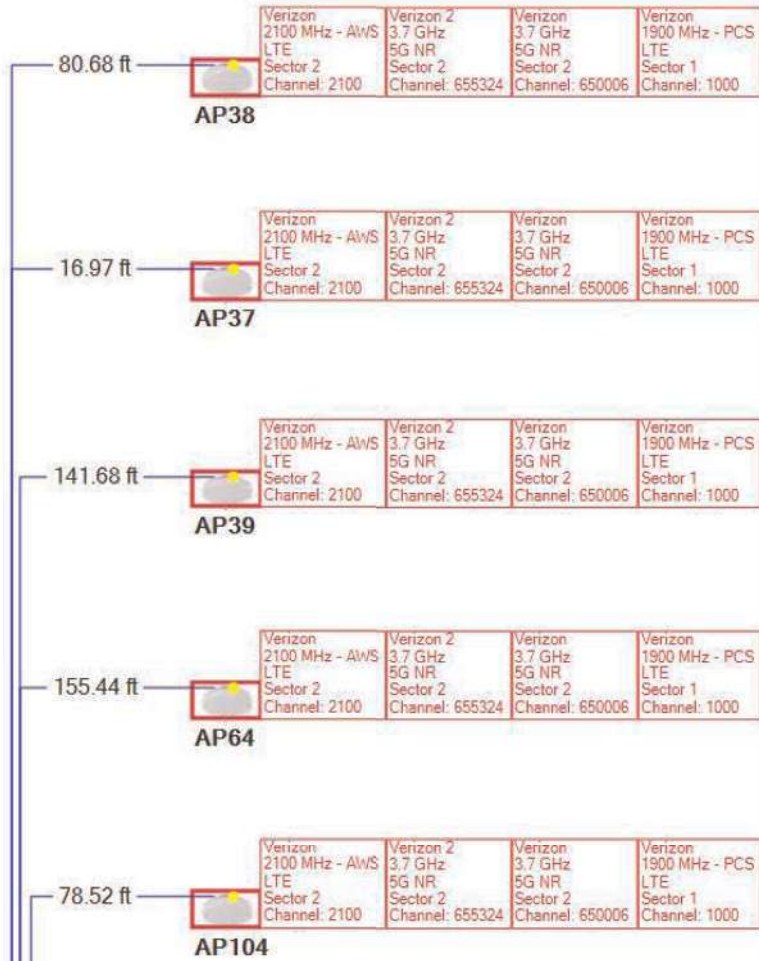 Verizon
2100 MHz - AWS
LTE
Sector 2
Channel: 2100
Verizon 2
3.7 GHz
5G NR
Sector 2
Channel: 655324
Verizon
3.7 GHz
5G NR
Sector 2
Channel: 650006
Verizon
1900 MHz - PCS
LTE
Sector 1
Channel: 1000
80.68 ft
AP38
Verizon
2100 MHz - AWS
LTE
Sector 2
Channel: 2100
Verizon 2
3.7 GHz
5G NR
Sector 2
Channel: 655324
Verizon
3.7 GHz
5G NR
Sector 2
Channel: 650006
Verizon
1900 MHz - PCS
LTE
Sector 1
Channel: 1000
16.97 ft
AP37
Verizon
2100 MHz - AWS
LTE
Sector 2
Channel: 2100
Verizon 2
3.7 GHz
5G NR
Sector 2
Channel: 655324
Verizon
3.7 GHz
5G NR
Sector 2
Channel: 650006
Verizon
1900 MHz - PCS
LTE
Sector 1
Channel: 1000
141.68 ft
AP39
Verizon
2100 MHz - AWS
LTE
Sector 2
Channel: 2100
Verizon 2
3.7 GHz
5G NR
Sector 2
Channel: 655324
Verizon
3.7 GHz
5G NR
Sector 2
Channel: 650006
Verizon
1900 MHz - PCS
LTE
Sector 1
Channel: 1000
155.44 ft
AP64
Verizon
2100 MHz - AWS
LTE
Sector 2
Channel: 2100
Verizon 2
3.7 GHz
5G NR
Sector 2
Channel: 655324
Verizon
3.7 GHz
5G NR
Sector 2
Channel: 650006
Verizon
1900 MHz - PCS
LTE
Sector 1
Channel: 1000
78.52 ft
AP104